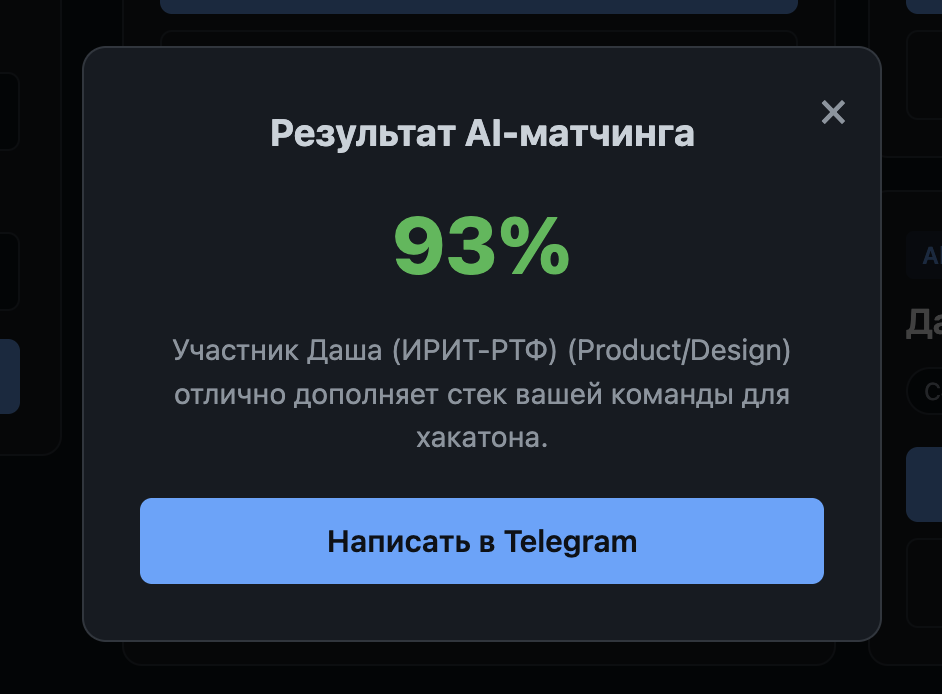 Результат AI-матчинга
93%
Участник Даша (ИРИТ-РТФ) (Product/Design)
отлично дополняет стек вашей команды для
хакатона.
Написать в Telegram